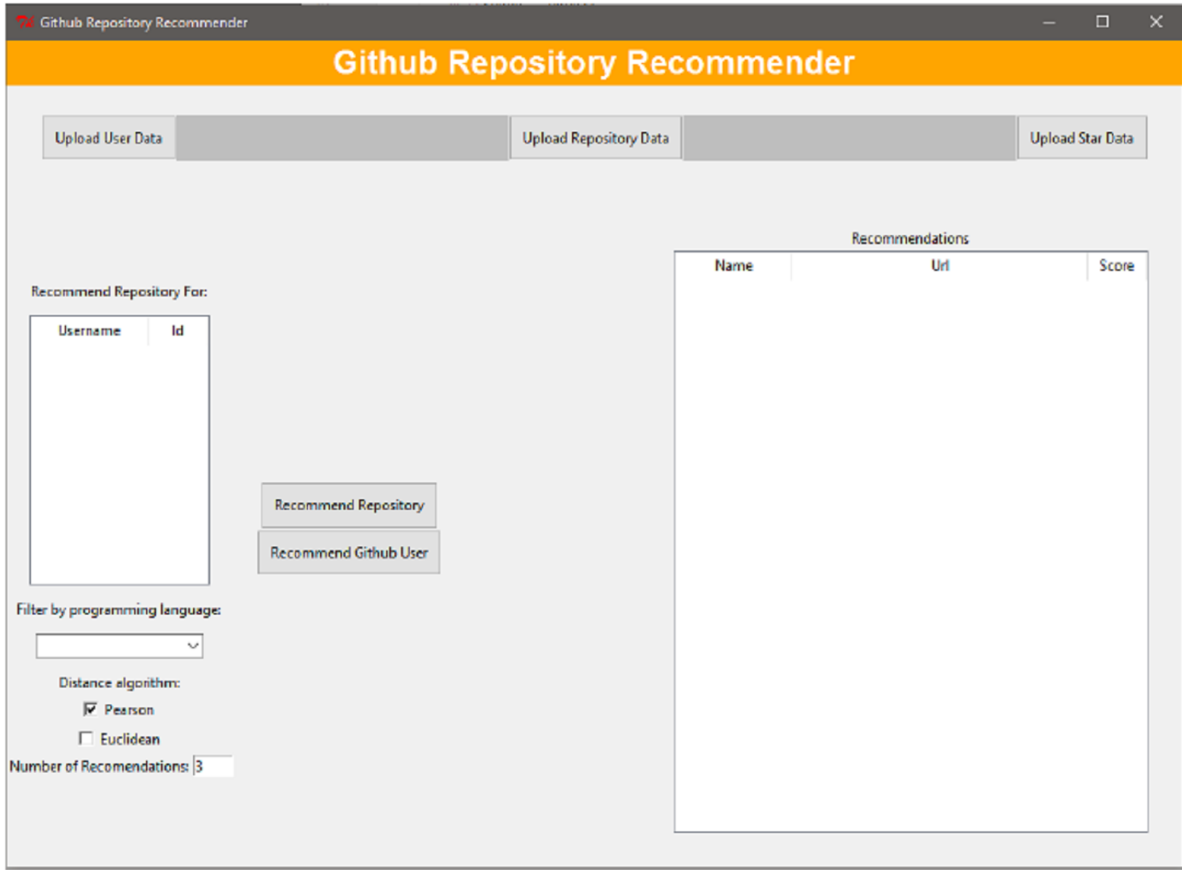 Github Repository Recommender
Github Repository Recommender
Upload User Data
Upload Repository Data
Upload Star Data
Recommendations
Name Url Score
Recommend Repository For:
Username Id
Recommend Repository
Recommend Github User
Filter by programming language:
Distance algorithm:
Pearson
Euclidean
Number of Recomendations: 3